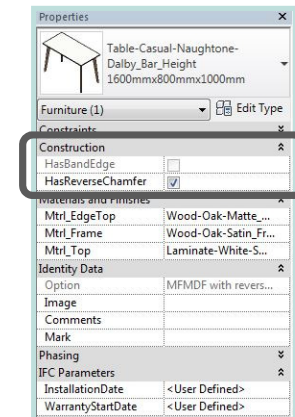 Properties
Table-Casual-Naughtone-
Dalby_Bar_Height
1600mmx800mmx1000mm
Furniture (1)
Edit Type
Constraints
Construction
HasBandEdge
HasReverseChamfer
Materials and Finishes
Mtrl_EdgeTop Wood-Oak-Matte_...
Mtrl_Frame Wood-Oak-Satin_Fr...
Mtrl_Top Laminate-White-S...
Identity Data
Option MFMDF with revers...
Image
Comments
Mark
Phasing
IFC Parameters
InstallationDate <User Defined>
WarrantyStartDate <User Defined>